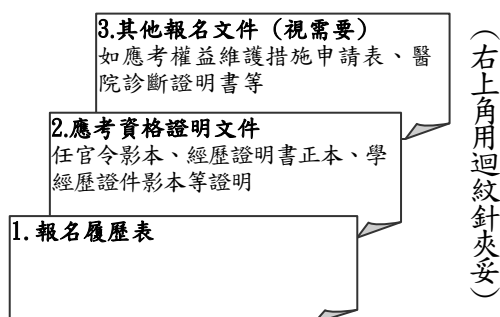 3.其他報名文件（視需要）
如應考權益維護措施申請表、醫
院診斷證明書等
2.應考資格證明文件
任官令影本、經歷證明書正本、學
經歷證件影本等證明
1.報名履歷表
（右上角用迴紋針夾妥）